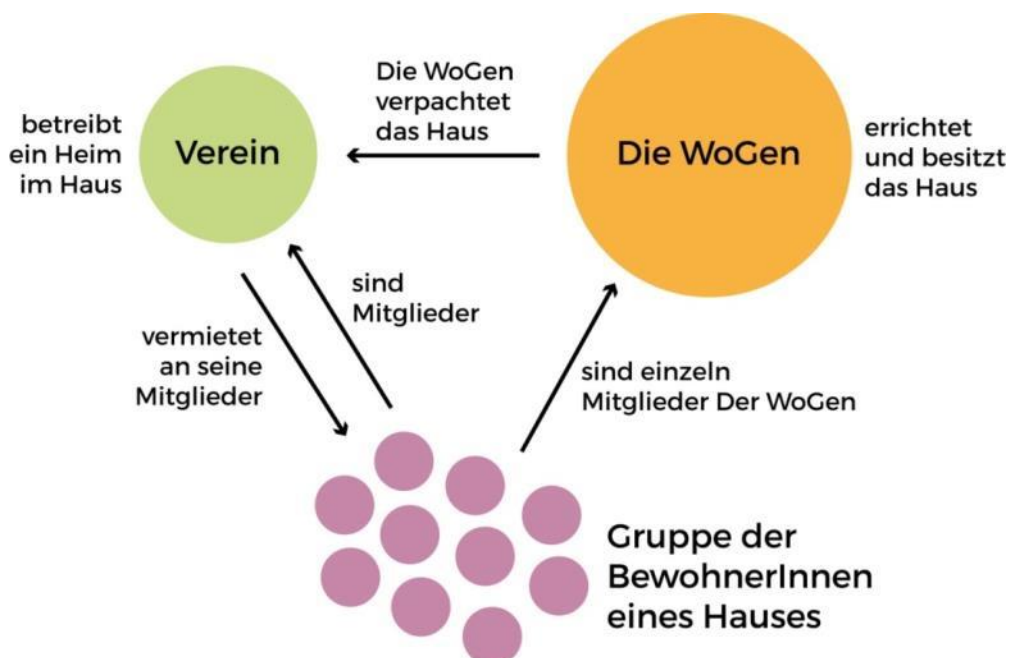 Die WoGen
verpachtet
das Haus
betreibt
ein Heim
im Haus
Verein
Die WoGen
errichtet
und besitzt
das Haus
sind
Mitglieder
vermietet
an seine
Mitglieder
sind einzeln
Mitglieder Der WoGen
Gruppe der
BewohnerInnen
eines Hauses